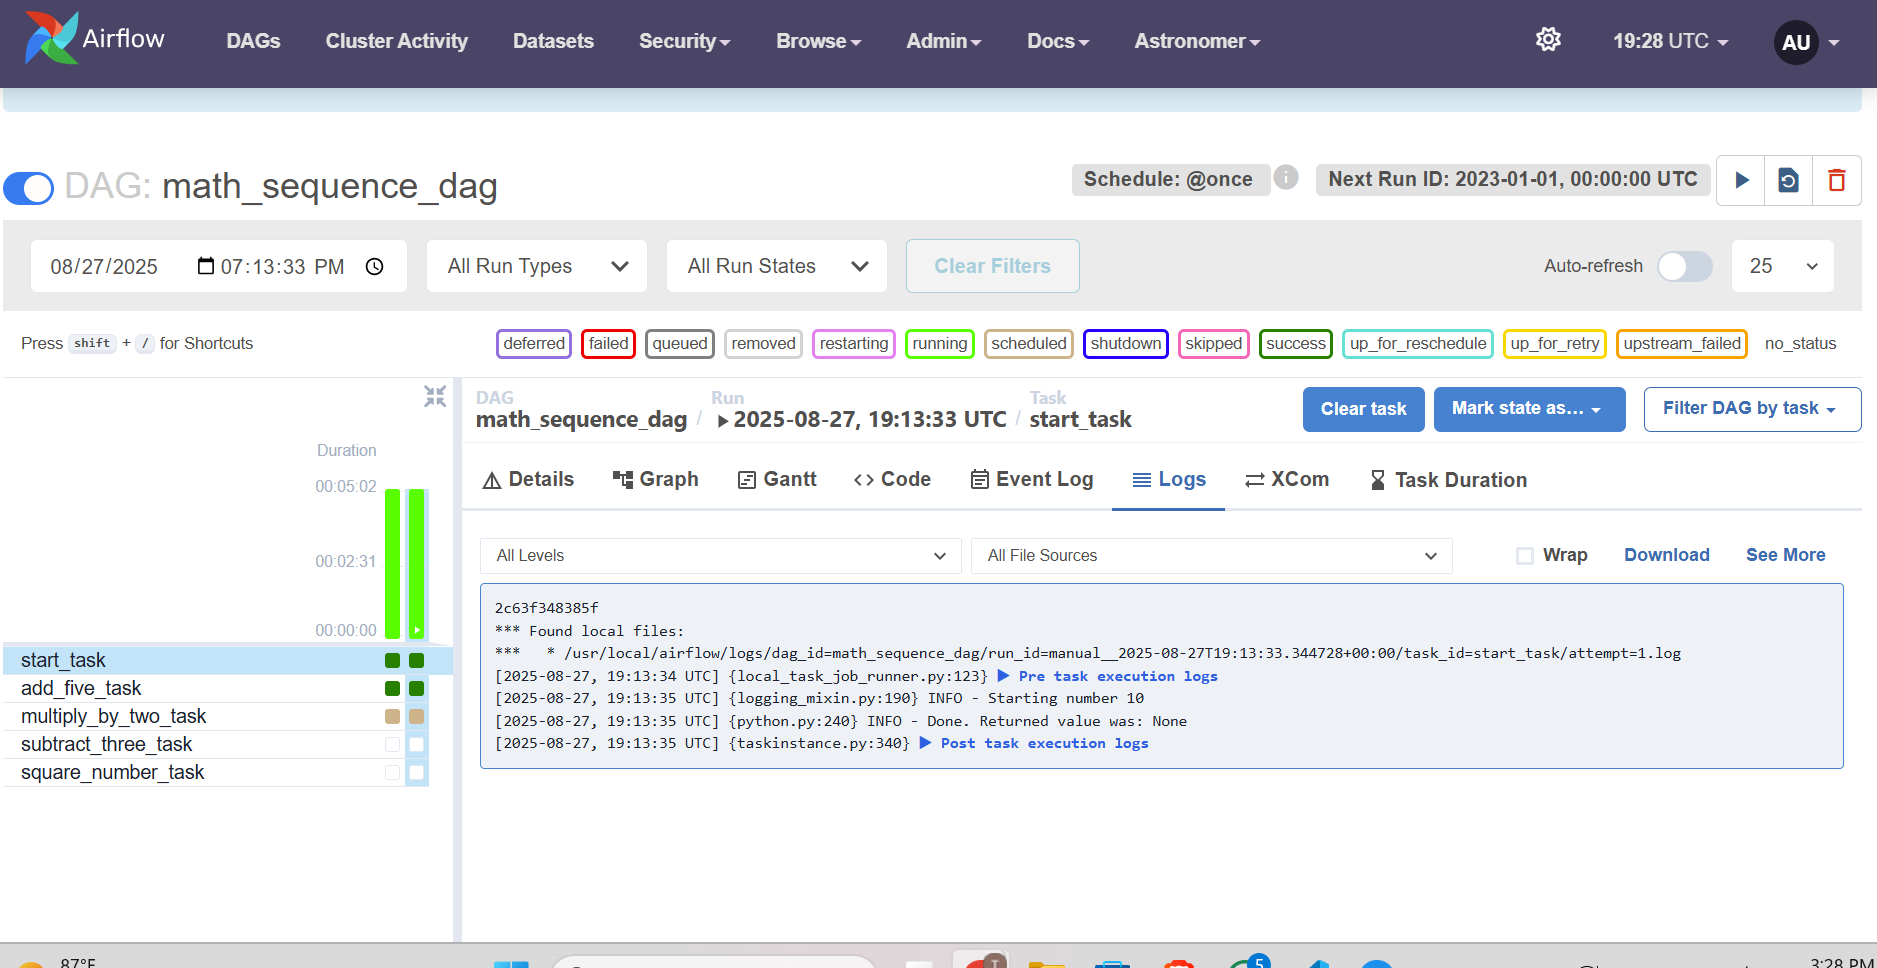 Airflow DAGs Cluster Activity Datasets Security Browse Admin Docs Astronomer 19:28 UTC AU
DAG: math_sequence_dag Schedule: @once i Next Run ID: 2023-01-01, 00:00:00 UTC
08/27/2025 07:13:33 PM All Run Types All Run States Clear Filters Auto-refresh 25
Press shift + / for Shortcuts deferred failed queued removed restarting running scheduled shutdown skipped success up_for_reschedule up_for_retry upstream_failed no_status
Duration
00:05:02
00:02:31
00:00:00
start_task
add_five_task
multiply_by_two_task
subtract_three_task
square_number_task
DAG Run Task
math_sequence_dag / 2025-08-27, 19:13:33 UTC / start_task
Clear task Mark state as... Filter DAG by task
Details Graph Gantt Code Event Log Logs XCom Task Duration
All Levels All File Sources Wrap Download See More
2c63f348385f
*** Found local files:
***   * /usr/local/airflow/logs/dag_id=math_sequence_dag/run_id=manual__2025-08-27T19:13:33.344728+00:00/task_id=start_task/attempt=1.log
[2025-08-27, 19:13:34 UTC] {local_task_job_runner.py:123} ▶ Pre task execution logs
[2025-08-27, 19:13:35 UTC] {logging_mixin.py:190} INFO - Starting number 10
[2025-08-27, 19:13:35 UTC] {python.py:240} INFO - Done. Returned value was: None
[2025-08-27, 19:13:35 UTC] {taskinstance.py:340} ▶ Post task execution logs
87°F 5 3:28 PM